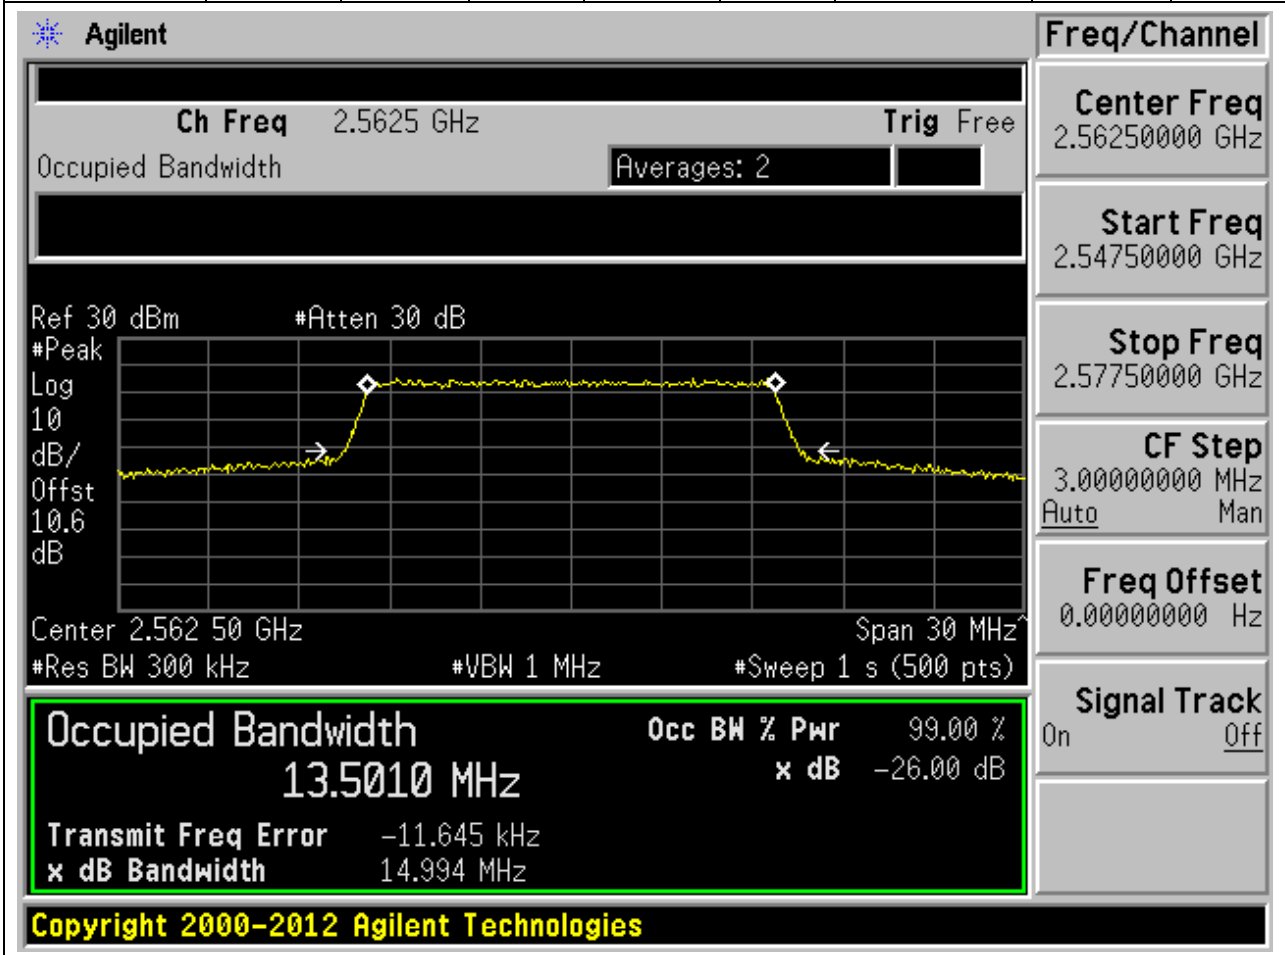 Agilent
Ch Freq 2.5625 GHz Trig Free
Occupied Bandwidth Averages: 2
Ref 30 dBm #Atten 30 dB
#Peak
Log
10
dB/
Offst
10.6
dB
Center 2.562 50 GHz Span 30 MHz^
#Res BW 300 kHz #VBW 1 MHz #Sweep 1 s (500 pts)
Occupied Bandwidth Occ BW % Pwr 99.00 %
13.5010 MHz x dB -26.00 dB
Transmit Freq Error -11.645 kHz
x dB Bandwidth 14.994 MHz
Copyright 2000-2012 Agilent Technologies
Freq/Channel
Center Freq
2.56250000 GHz
Start Freq
2.54750000 GHz
Stop Freq
2.57750000 GHz
CF Step
3.00000000 MHz
Auto Man
Freq Offset
0.00000000 Hz
Signal Track
On Off